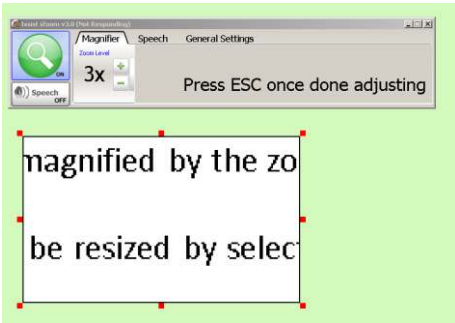 Issist iZoom v3.0 (Not Responding)
Magnifier Speech General Settings
Zoom Level
3x
ON
Speech
OFF
Press ESC once done adjusting
magnified by the zo
be resized by selec